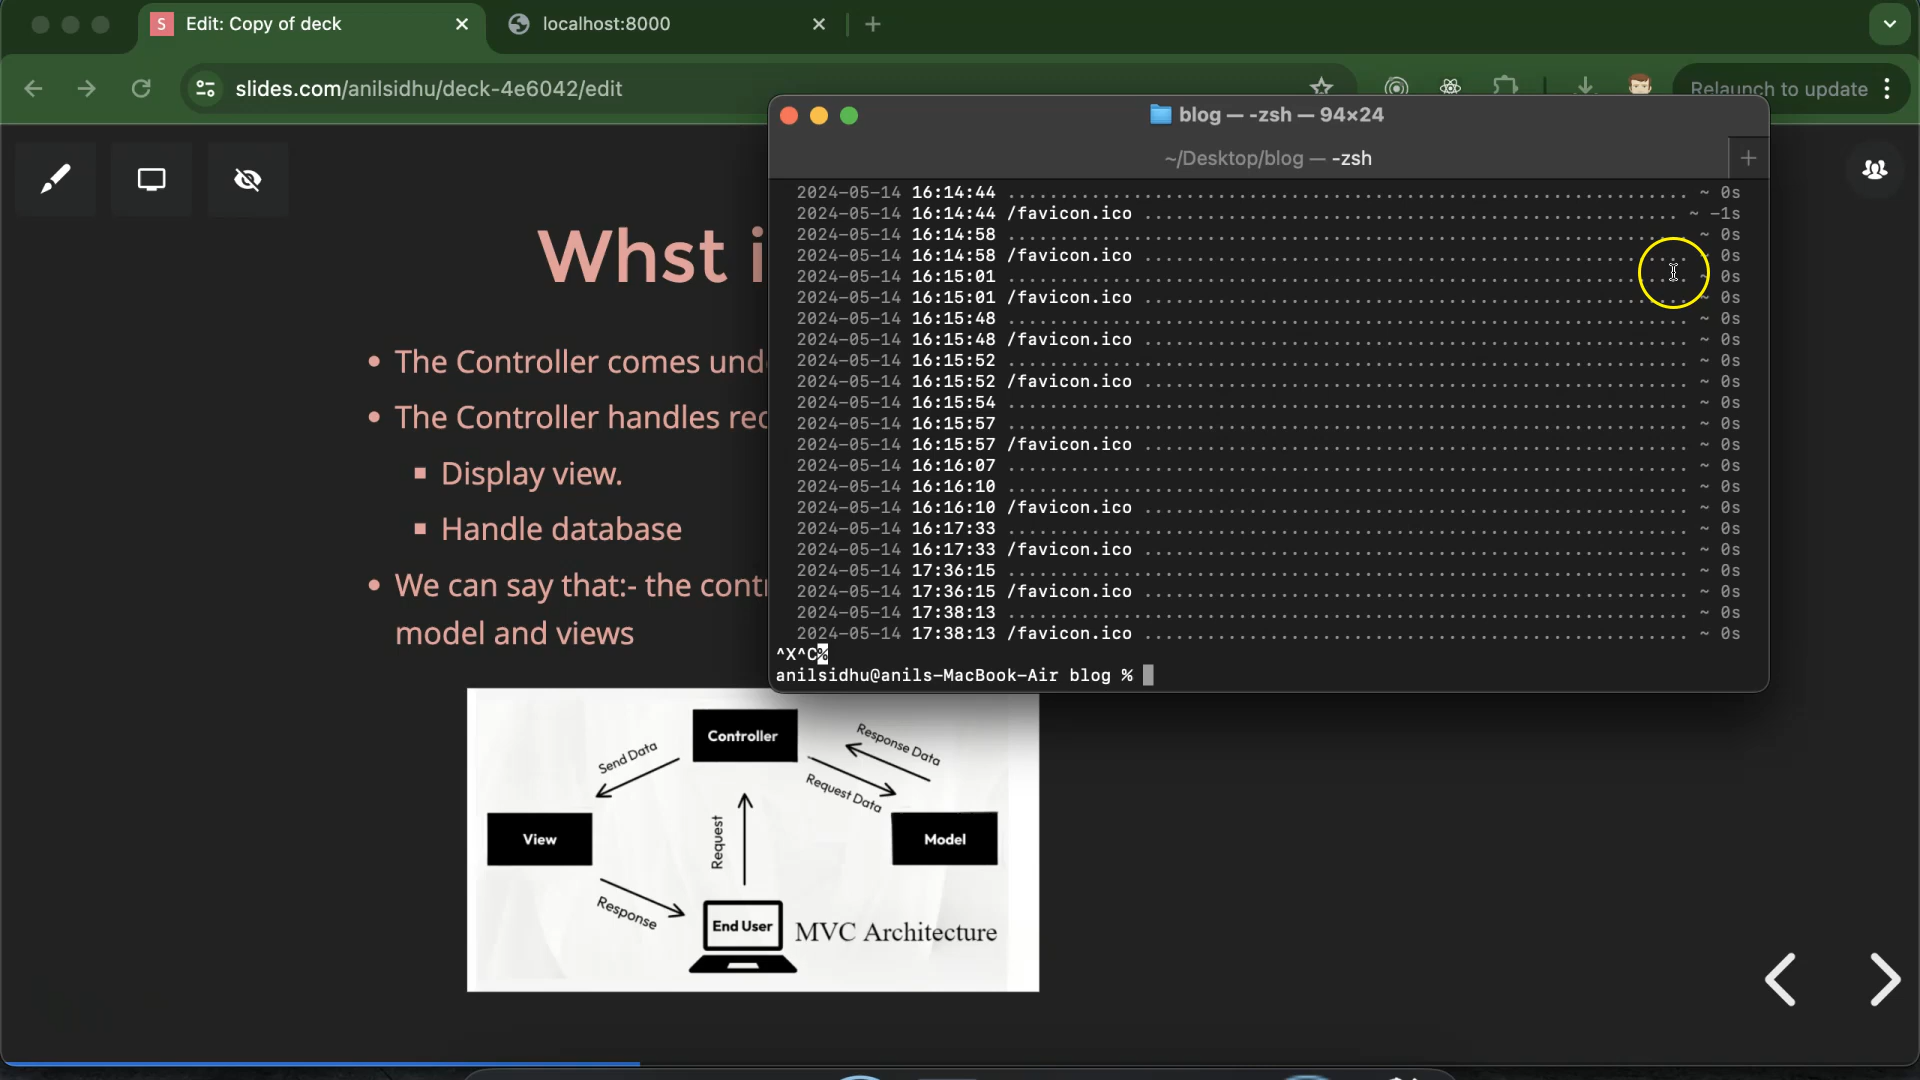 S Edit: Copy of deck
localhost:8000
slides.com/anilsidhu/deck-4e6042/edit
Relaunch to update
blog — -zsh — 94×24
~/Desktop/blog — -zsh
2024-05-14 16:14:44 ................................................................. ~ 0s
2024-05-14 16:14:44 /favicon.ico ................................................... ~ -1s
2024-05-14 16:14:58 ................................................................. ~ 0s
2024-05-14 16:14:58 /favicon.ico .................................................... 0s
2024-05-14 16:15:01 ................................................................. ~ 0s
2024-05-14 16:15:01 /favicon.ico .................................................... ~ 0s
2024-05-14 16:15:48 ................................................................. ~ 0s
2024-05-14 16:15:48 /favicon.ico .................................................... ~ 0s
2024-05-14 16:15:52 ................................................................. ~ 0s
2024-05-14 16:15:52 /favicon.ico .................................................... ~ 0s
2024-05-14 16:15:54 ................................................................. ~ 0s
2024-05-14 16:15:57 ................................................................. ~ 0s
2024-05-14 16:15:57 /favicon.ico .................................................... ~ 0s
2024-05-14 16:16:07 ................................................................. ~ 0s
2024-05-14 16:16:10 ................................................................. ~ 0s
2024-05-14 16:16:10 /favicon.ico .................................................... ~ 0s
2024-05-14 16:17:33 ................................................................. ~ 0s
2024-05-14 16:17:33 /favicon.ico .................................................... ~ 0s
2024-05-14 17:36:15 ................................................................. ~ 0s
2024-05-14 17:36:15 /favicon.ico .................................................... ~ 0s
2024-05-14 17:38:13 ................................................................. ~ 0s
2024-05-14 17:38:13 /favicon.ico .................................................... ~ 0s
^X^C%
anilsidhu@anils-MacBook-Air blog %
Whst i
• The Controller comes und
• The Controller handles rec
▪ Display view.
▪ Handle database
• We can say that:- the contr
model and views
Controller
Send Data
Response Data
Request Data
View
Request
Model
Response
End User
MVC Architecture